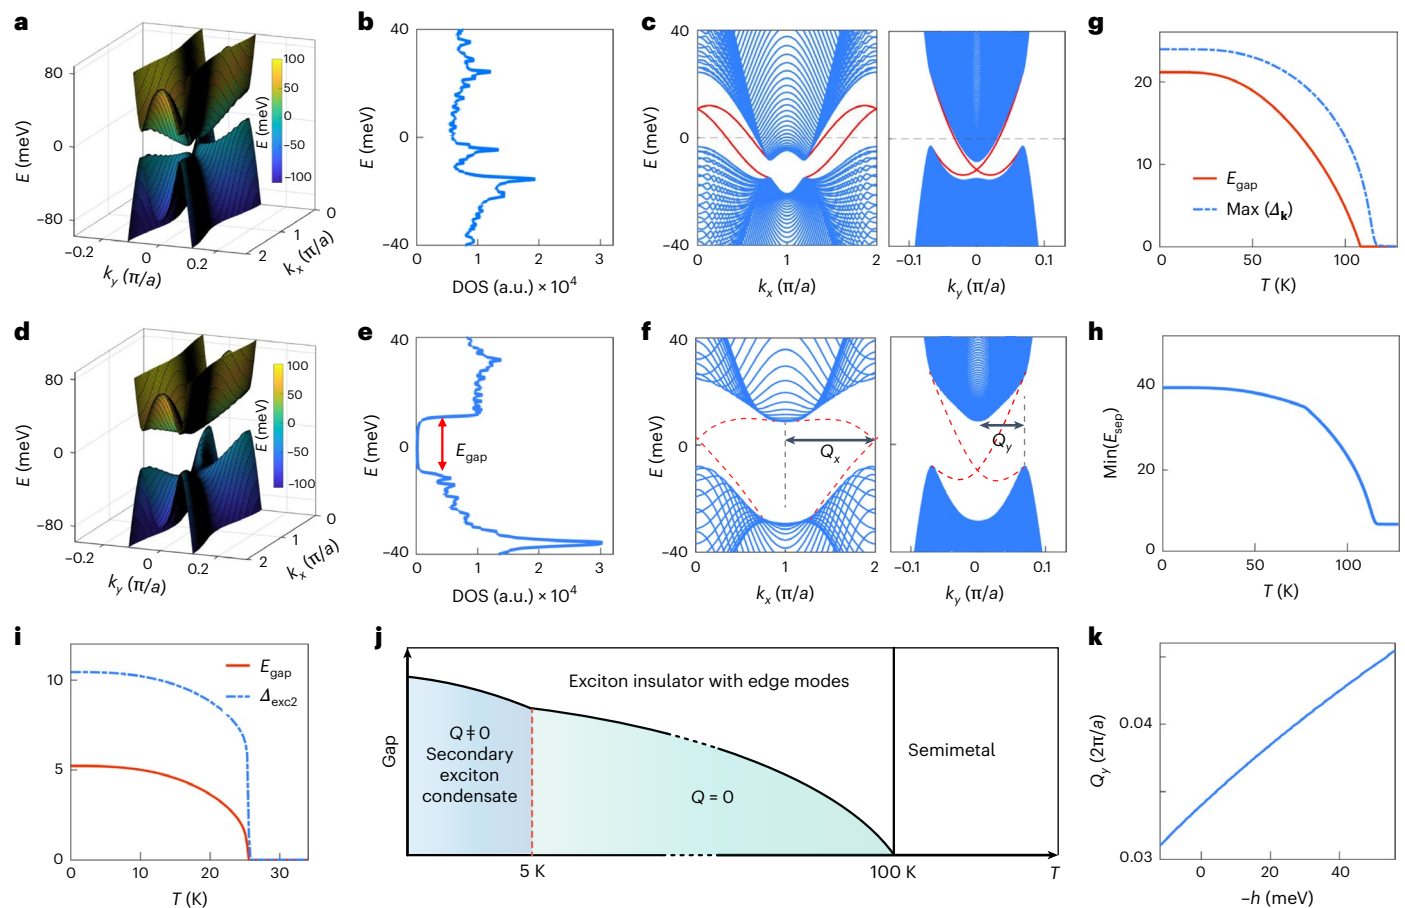 a
80
0
−80
E (meV)
−0.2
0
0.2
k_y (π/a)
2
1
0
k_x (π/a)
100
50
0
−50
−100
E (meV)
b
40
0
−40
E (meV)
0
1
2
3
DOS (a.u.) × 10⁴
c
40
0
−40
E (meV)
0
1
2
k_x (π/a)
−0.1
0
0.1
k_y (π/a)
g
20
10
0
E_gap
Max (Δ_k)
50
100
T (K)
d
80
0
−80
E (meV)
−0.2
0
0.2
k_y (π/a)
2
1
0
k_x (π/a)
100
50
0
−50
−100
E (meV)
e
40
0
−40
E (meV)
E_gap
0
1
2
3
DOS (a.u.) × 10⁴
f
40
0
−40
E (meV)
Q_x
0
1
2
k_x (π/a)
Q_y
−0.1
0
0.1
k_y (π/a)
h
40
20
0
Min(E_sep)
0
100
T (K)
i
10
5
0
E_gap
Δ_exc2
0
10
20
30
T (K)
j
Gap
Exciton insulator with edge modes
Q ≠ 0
Secondary
exciton
condensate
Q = 0
Semimetal
5 K
100 K
T
k
0.04
0.03
Q_y (2π/a)
0
20
40
−h (meV)